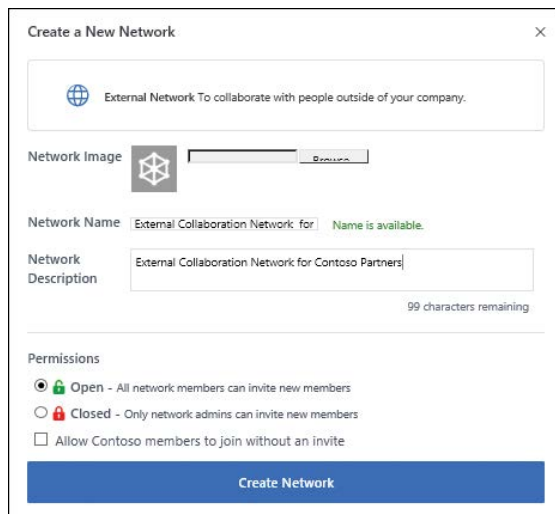 Create a New Network
External Network To collaborate with people outside of your company.
Network Image
Browse...
Network Name
External Collaboration Network for
Name is available.
Network
Description
External Collaboration Network for Contoso Partners
99 characters remaining
Permissions
Open - All network members can invite new members
Closed - Only network admins can invite new members
Allow Contoso members to join without an invite
Create Network